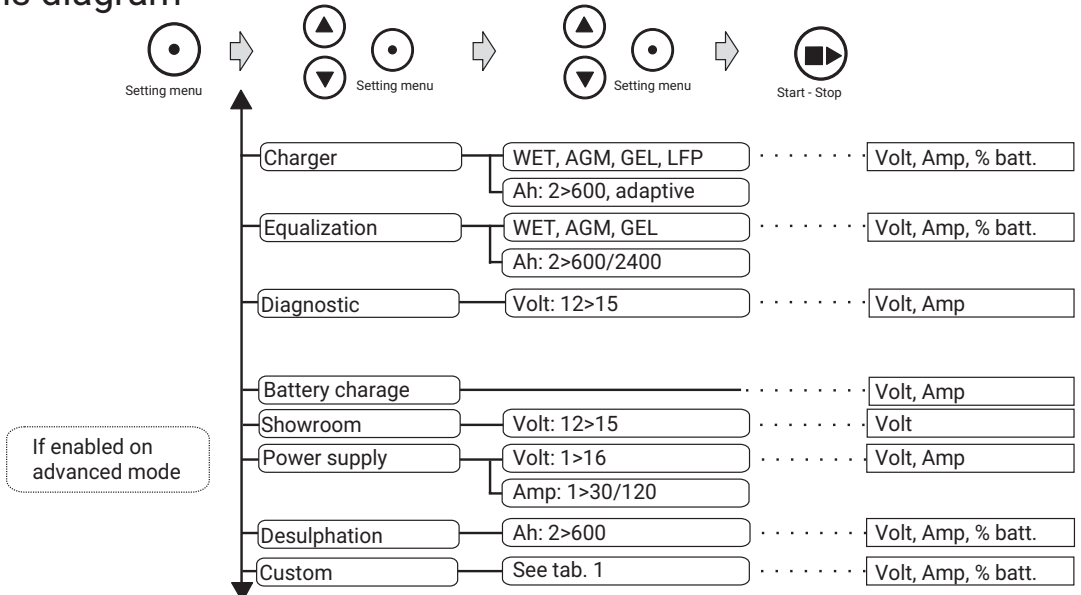 diagram
Setting menu
Setting menu
Setting menu
Start - Stop
Charger
WET, AGM, GEL, LFP
Volt, Amp, % batt.
Ah: 2>600, adaptive
Equalization
WET, AGM, GEL
Volt, Amp, % batt.
Ah: 2>600/2400
Diagnostic
Volt: 12>15
Volt, Amp
Battery charage
Volt, Amp
Showroom
Volt: 12>15
Volt
If enabled on
advanced mode
Power supply
Volt: 1>16
Volt, Amp
Amp: 1>30/120
Desulphation
Ah: 2>600
Volt, Amp, % batt.
Custom
See tab. 1
Volt, Amp, % batt.